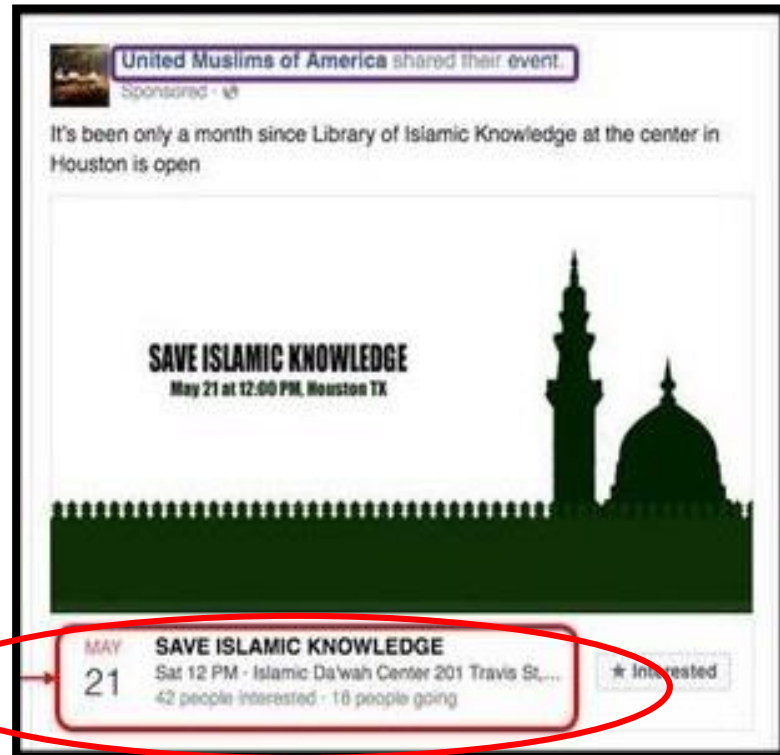 United Muslims of America shared their event.
Sponsored ·
It's been only a month since Library of Islamic Knowledge at the center in
Houston is open
SAVE ISLAMIC KNOWLEDGE
May 21 at 12:00 PM, Houston TX
MAY
21
SAVE ISLAMIC KNOWLEDGE
Sat 12 PM · Islamic Da'wah Center 201 Travis St,...
42 people interested · 18 people going
★ Interested